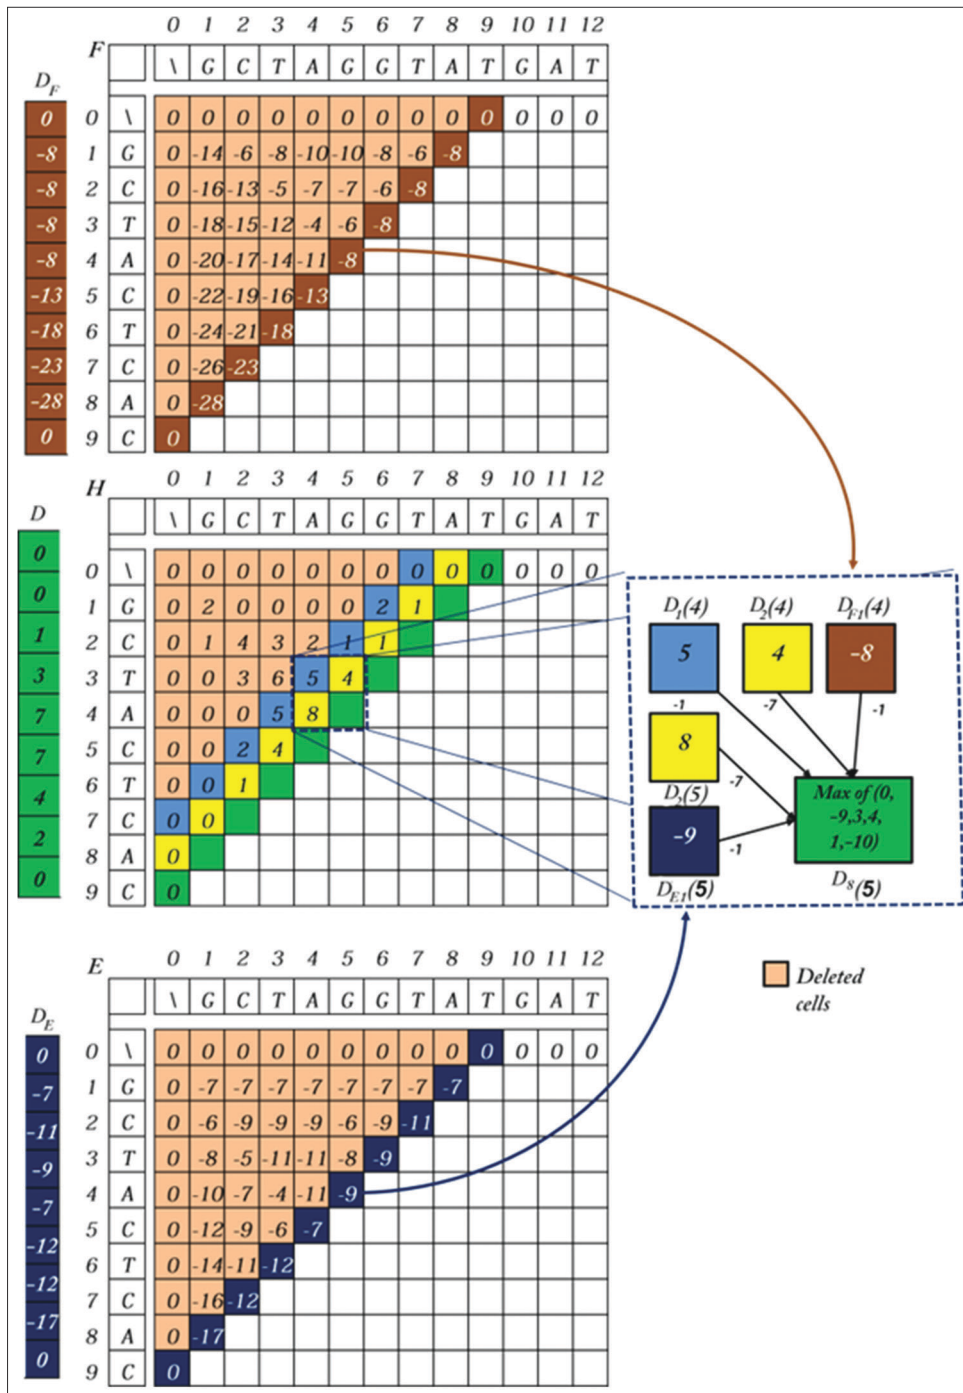 0 1 2 3 4 5 6 7 8 9 10 11 12
F
\ G C T A G G T A T G A T
D_F
0 0 \ 0 0 0 0 0 0 0 0 0 0 0 0 0
-8 1 G 0 -14 -6 -8 -10 -10 -8 -6 -8
-8 2 C 0 -16 -13 -5 -7 -7 -6 -8
-8 3 T 0 -18 -15 -12 -4 -6 -8
-8 4 A 0 -20 -17 -14 -11 -8
-13 5 C 0 -22 -19 -16 -13
-18 6 T 0 -24 -21 -18
-23 7 C 0 -26 -23
-28 8 A 0 -28
0 9 C 0
0 1 2 3 4 5 6 7 8 9 10 11 12
H
\ G C T A G G T A T G A T
D
0 0 \ 0 0 0 0 0 0 0 0 0 0 0 0 0
0 1 G 0 2 0 0 0 0 2 1
1 2 C 0 1 4 3 2 1 1
3 3 T 0 0 3 6 5 4
7 4 A 0 0 0 5 8
7 5 C 0 0 2 4
4 6 T 0 0 1
2 7 C 0 0
0 8 A 0
9 C 0
D_1(4) D_2(4) D_F1(4)
5 4 -8
-1 -7 -1
8
-7
D_2(5)
Max of (0,
-9,3,4,
1,-10)
-9
-1
D_E1(5) D_8(5)
0 1 2 3 4 5 6 7 8 9 10 11 12
E
\ G C T A G G T A T G A T
Deleted
cells
D_E
0 0 \ 0 0 0 0 0 0 0 0 0 0 0 0 0
-7 1 G 0 -7 -7 -7 -7 -7 -7 -7 -7
-11 2 C 0 -6 -9 -9 -9 -6 -9 -11
-9 3 T 0 -8 -5 -11 -11 -8 -9
-7 4 A 0 -10 -7 -4 -11 -9
-12 5 C 0 -12 -9 -6 -7
-12 6 T 0 -14 -11 -12
-17 7 C 0 -16 -12
0 8 A 0 -17
9 C 0